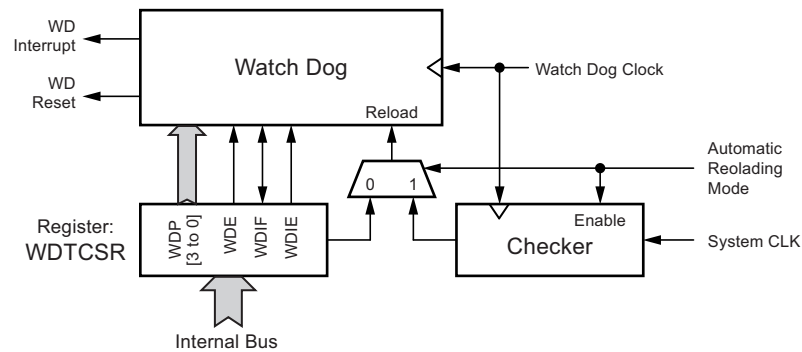 WD
Interrupt
WD
Reset
Watch Dog
Reload
Watch Dog Clock
Automatic
Reolading
Mode
0 1
Register:
WDTCSR
WDP
[3 to 0]
WDE
WDIF
WDIE
Enable
Checker
System CLK
Internal Bus